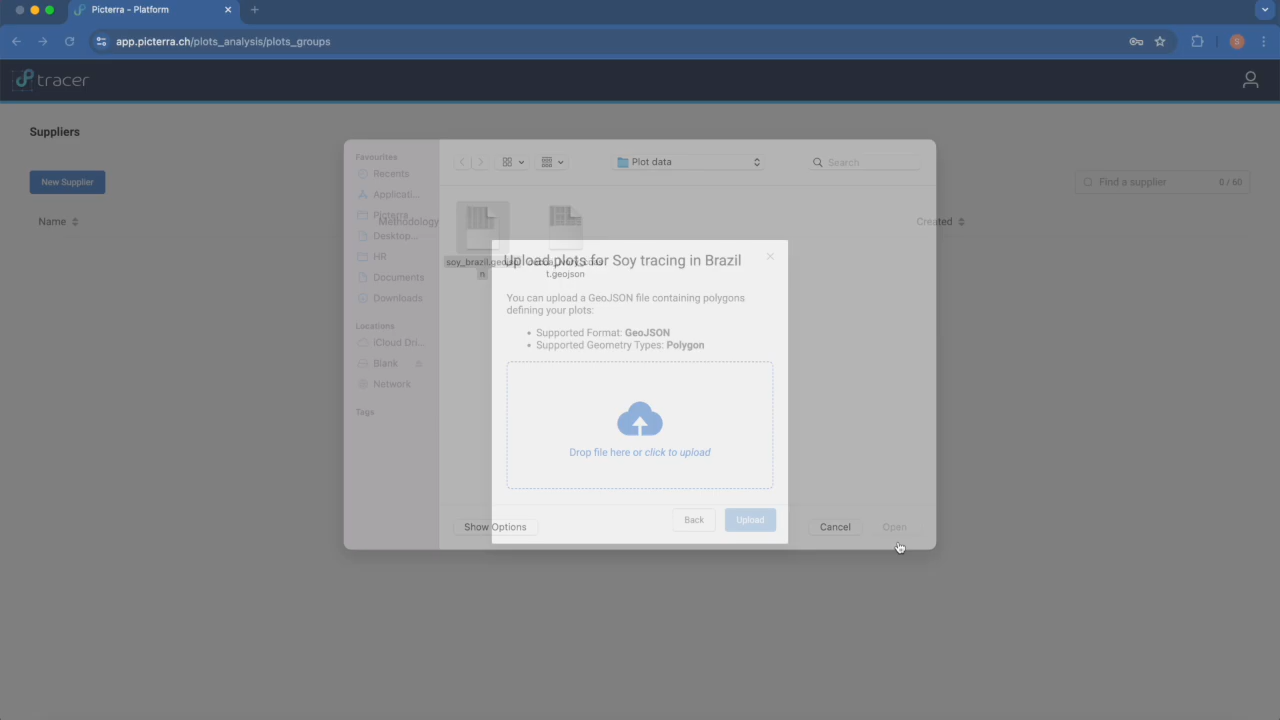 Picterra – Platform
app.picterra.ch/plots_analysis/plots_groups
S
tracer
Suppliers
New Supplier
Find a supplier
0 / 60
Name
Methodology
Created
Favourites
Recents
Applicati...
Picterra
Desktop...
HR
Documents
Downloads
Locations
iCloud Dri...
Blank
Network
Tags
Plot data
Search
soy_brazil.geojso
n
t.geojson
Upload plots for Soy tracing in Brazil
You can upload a GeoJSON file containing polygons
defining your plots:
• Supported Format: GeoJSON
• Supported Geometry Types: Polygon
Drop file here or click to upload
Back
Upload
Show Options
Cancel
Open